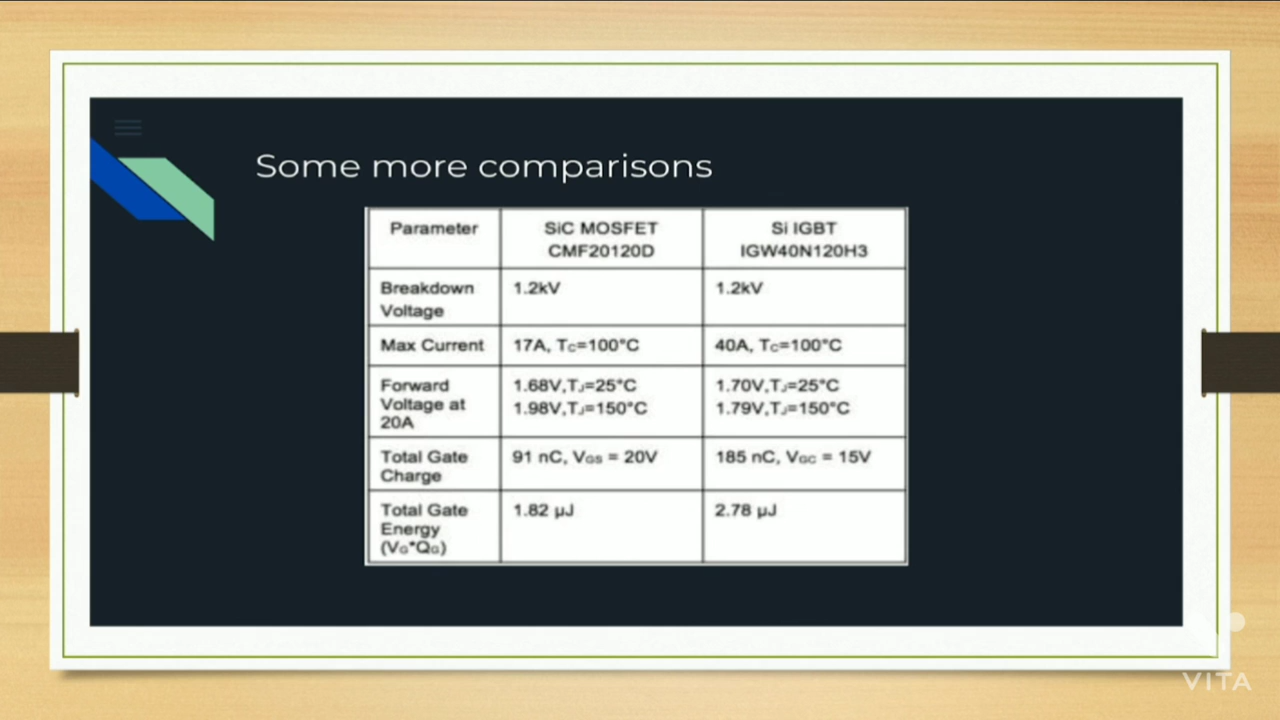 Some more comparisons
Parameter
SiC MOSFET
CMF20120D
Si IGBT
IGW40N120H3
Breakdown
Voltage
1.2kV
1.2kV
Max Current
17A, Tc=100°C
40A, Tc=100°C
Forward
Voltage at
20A
1.68V,TJ=25°C
1.98V,TJ=150°C
1.70V,TJ=25°C
1.79V,TJ=150°C
Total Gate
Charge
91 nC, VGS = 20V
185 nC, VGC = 15V
Total Gate
Energy
(VG*QG)
1.82 µJ
2.78 µJ
VITA